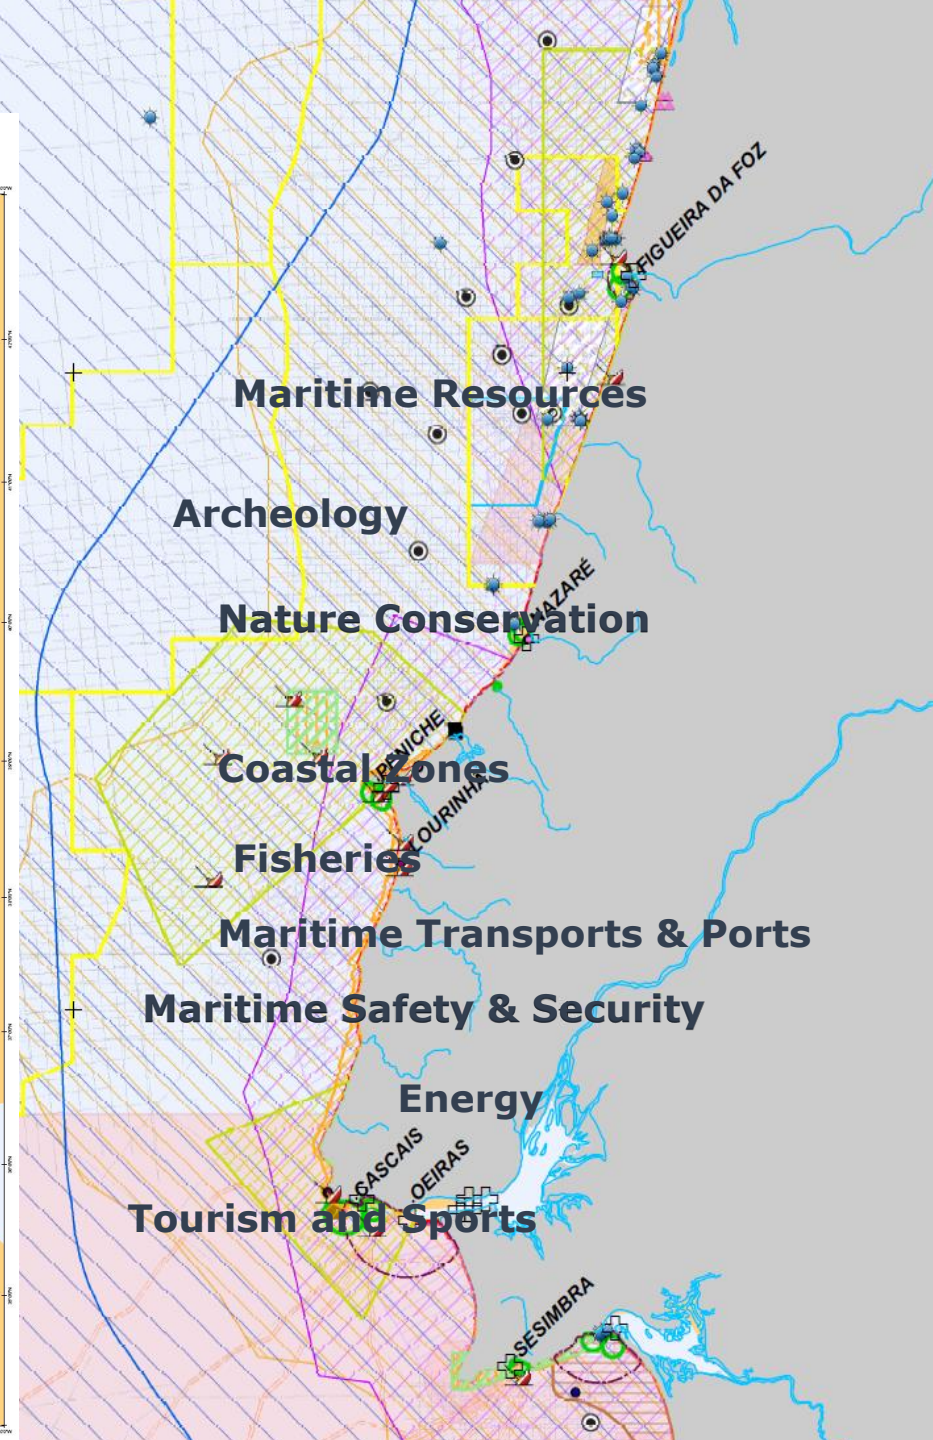 FIGUEIRA DA FOZ
Maritime Resources
Archeology
NAZARÉ
Nature Conservation
PENICHE
Coastal Zones
LOURINHA
Fisheries
Maritime Transports & Ports
Maritime Safety & Security
Energy
CASCAIS
OEIRAS
Tourism and Sports
SESIMBRA